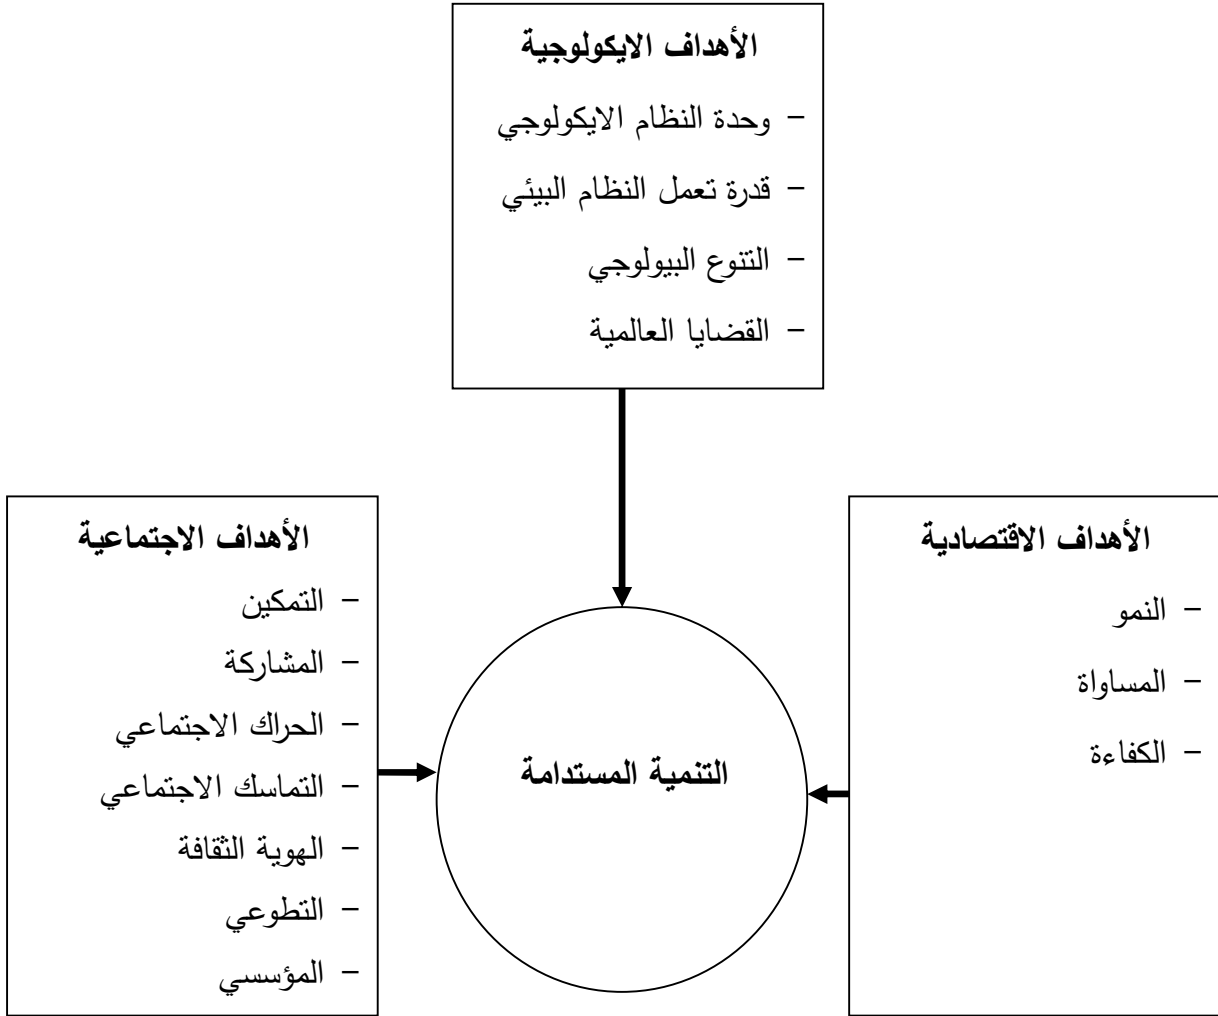 الأهداف الايكولوجية
– وحدة النظام الايكولوجي
– قدرة تعمل النظام البيئي
– التنوع البيولوجي
– القضايا العالمية
الأهداف الاقتصادية
– النمو
– المساواة
– الكفاءة
التنمية المستدامة
الأهداف الاجتماعية
– التمكين
– المشاركة
– الحراك الاجتماعي
– التماسك الاجتماعي
– الهوية الثقافة
– التطوعي
– المؤسسي